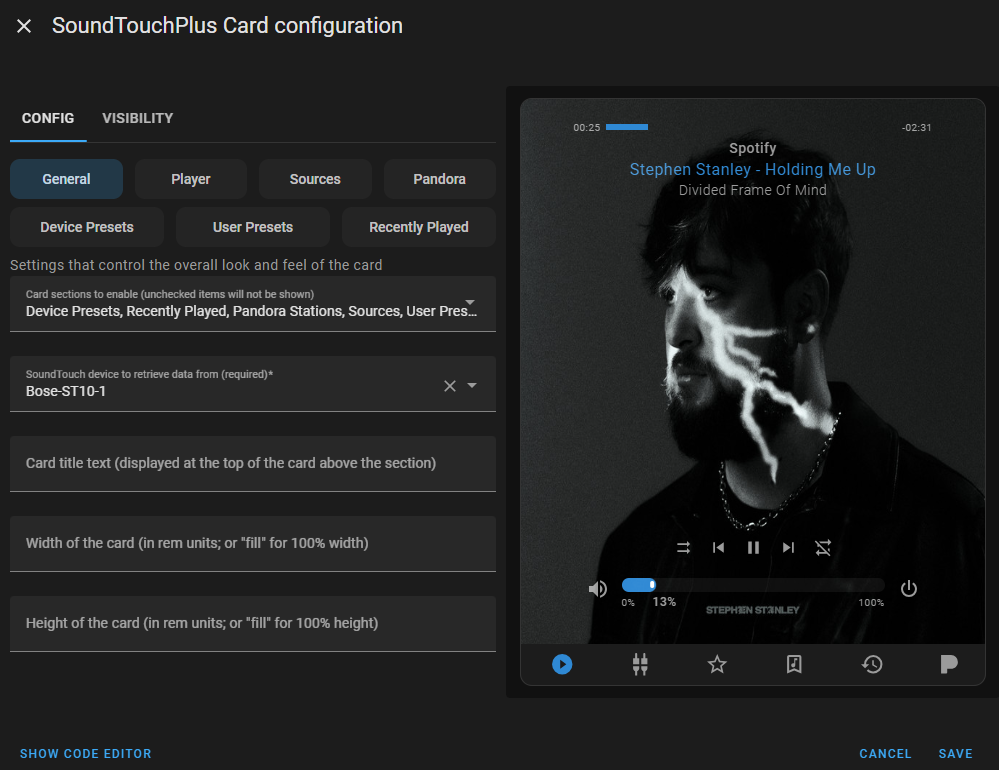 SoundTouchPlus Card configuration
CONFIG
VISIBILITY
General
Player
Sources
Pandora
Device Presets
User Presets
Recently Played
Settings that control the overall look and feel of the card
Card sections to enable (unchecked items will not be shown)
Device Presets, Recently Played, Pandora Stations, Sources, User Pres...
SoundTouch device to retrieve data from (required)*
Bose-ST10-1
Card title text (displayed at the top of the card above the section)
Width of the card (in rem units; or "fill" for 100% width)
Height of the card (in rem units; or "fill" for 100% height)
00:25
-02:31
Spotify
Stephen Stanley - Holding Me Up
Divided Frame Of Mind
0%
13%
100%
STEPHEN STANLEY
SHOW CODE EDITOR
CANCEL
SAVE